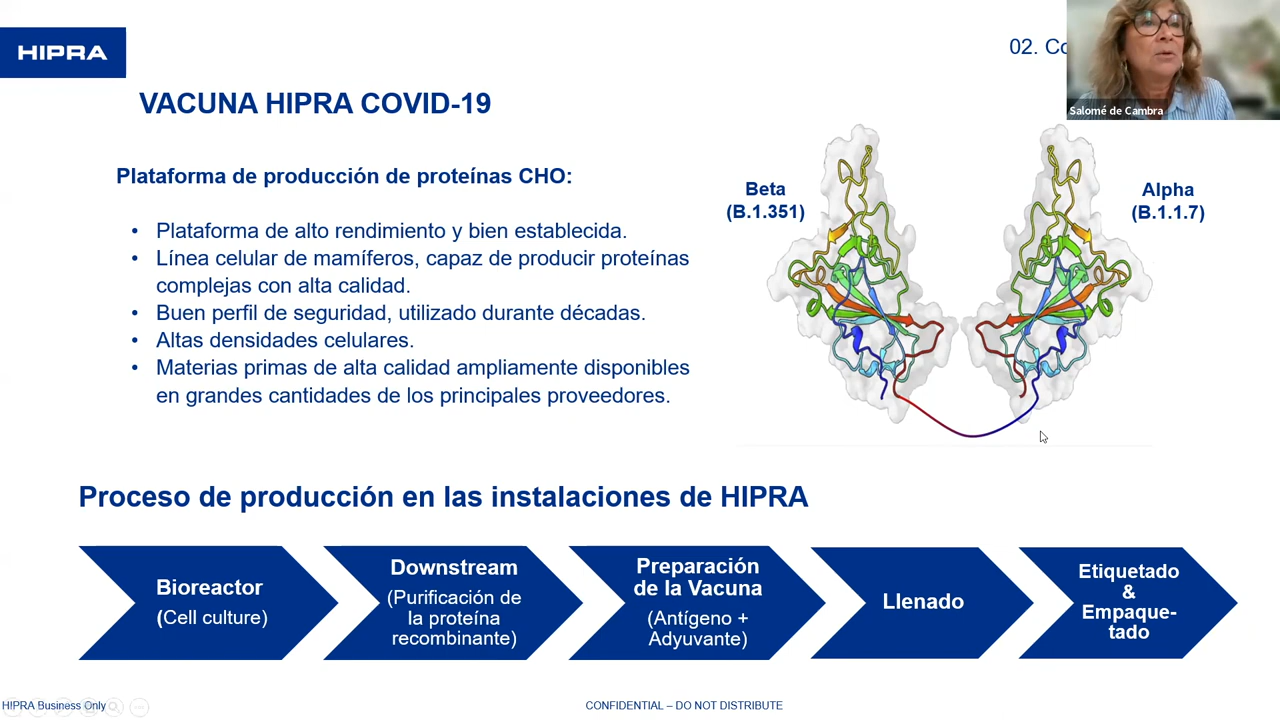 HIPRA
02. Co
Salomé de Cambra
VACUNA HIPRA COVID-19
Plataforma de producción de proteínas CHO:
• Plataforma de alto rendimiento y bien establecida.
• Línea celular de mamíferos, capaz de producir proteínas
complejas con alta calidad.
• Buen perfil de seguridad, utilizado durante décadas.
• Altas densidades celulares.
• Materias primas de alta calidad ampliamente disponibles
en grandes cantidades de los principales proveedores.
Beta
(B.1.351)
Alpha
(B.1.1.7)
Proceso de producción en las instalaciones de HIPRA
Bioreactor
(Cell culture)
Downstream
(Purificación de
la proteína
recombinante)
Preparación
de la Vacuna
(Antígeno +
Adyuvante)
Llenado
Etiquetado
&
Empaque-
tado
HIPRA Business Only
CONFIDENTIAL – DO NOT DISTRIBUTE